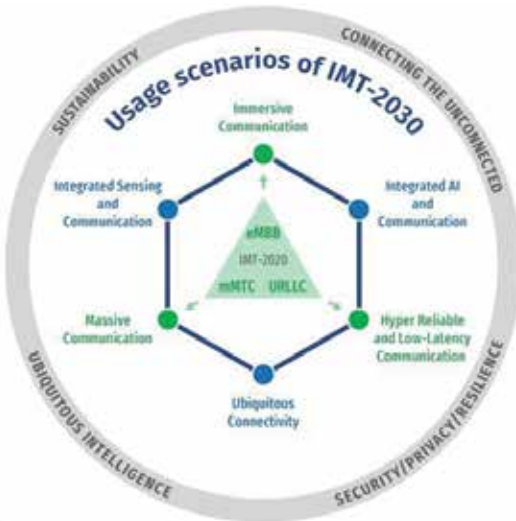 SUSTAINABILITY
CONNECTING THE UNCONNECTED
Usage scenarios of IMT-2030
Immersive
Communication
Integrated Sensing
and
Communication
Integrated AI
and
Communication
eMBB
IMT-2020
mMTC URLLC
Massive
Communication
Hyper Reliable
and Low-Latency
Communication
Ubiquitous
Connectivity
UBIQUITOUS INTELLIGENCE
SECURITY/PRIVACY/RESILIENCE